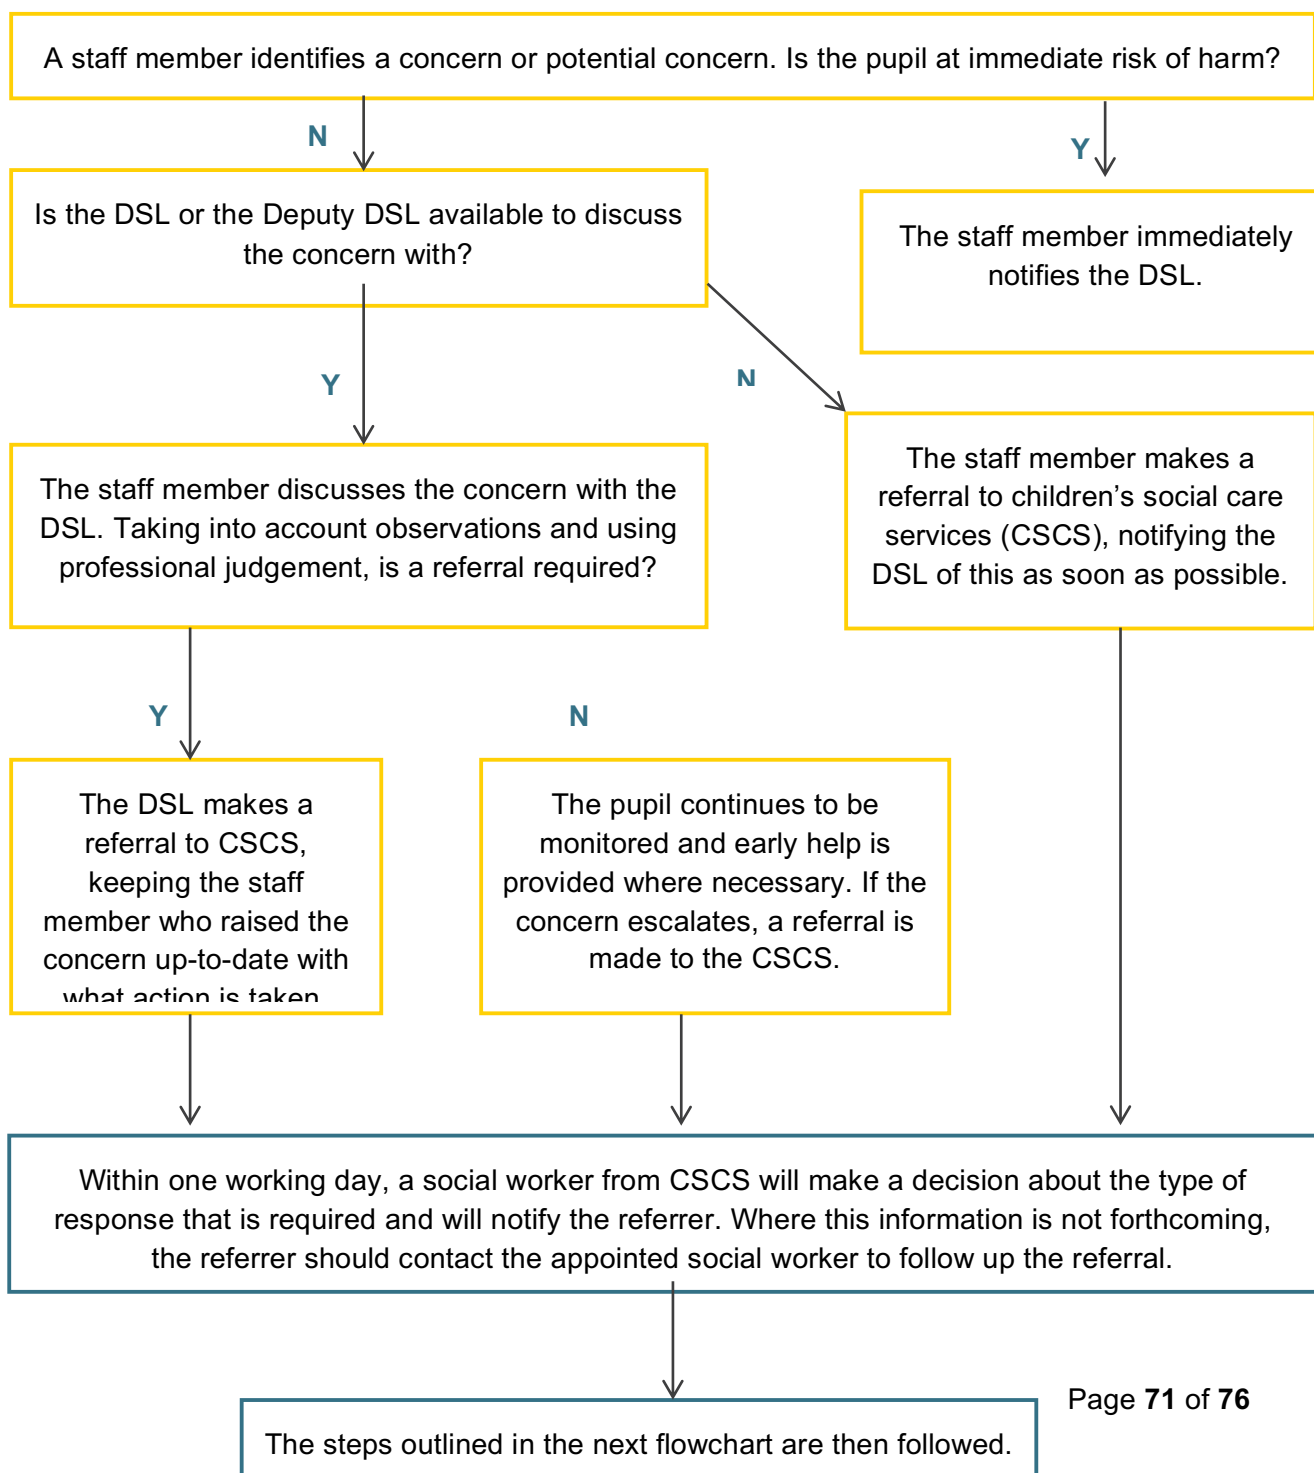 A staff member identifies a concern or potential concern. Is the pupil at immediate risk of harm?
N
Y
Is the DSL or the Deputy DSL available to discuss
the concern with?
The staff member immediately
notifies the DSL.
Y
N
The staff member discusses the concern with the
DSL. Taking into account observations and using
professional judgement, is a referral required?
The staff member makes a
referral to children’s social care
services (CSCS), notifying the
DSL of this as soon as possible.
Y
N
The DSL makes a
referral to CSCS,
keeping the staff
member who raised the
concern up-to-date with
what action is taken
The pupil continues to be
monitored and early help is
provided where necessary. If the
concern escalates, a referral is
made to the CSCS.
Within one working day, a social worker from CSCS will make a decision about the type of
response that is required and will notify the referrer. Where this information is not forthcoming,
the referrer should contact the appointed social worker to follow up the referral.
Page 71 of 76
The steps outlined in the next flowchart are then followed.